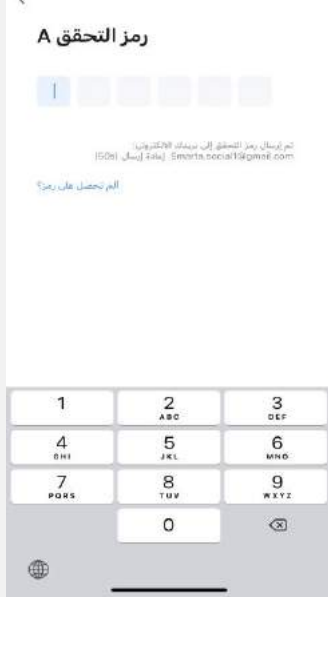 رمز التحقق A
تم إرسال رمز التحقق إلى بريدك الالكتروني:
Smarta.social1@gmail.com إعادة إرسال (50s)
ألم تحصل على رمز؟
1 2 3
ABC DEF
4 5 6
GHI JKL MNO
7 8 9
PQRS TUV WXYZ
0